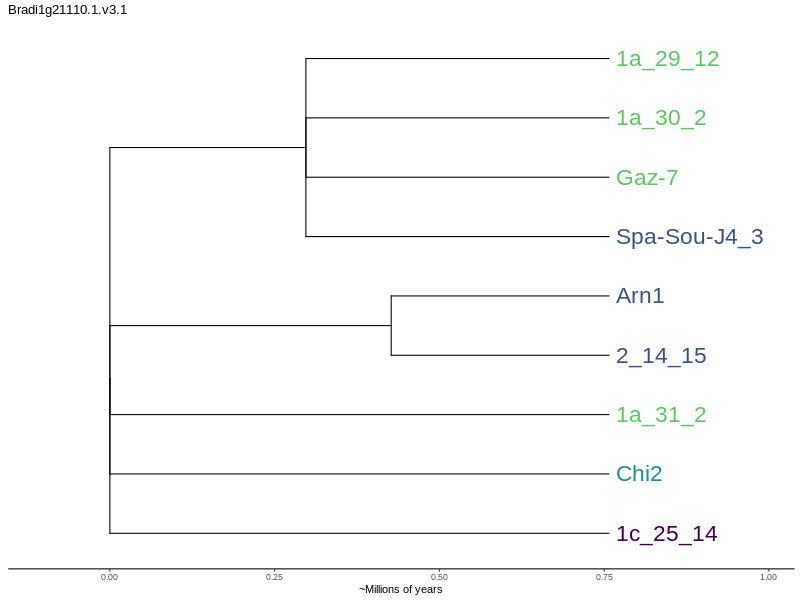 Bradi1g21110.1.v3.1
1a_29_12
1a_30_2
Gaz-7
Spa-Sou-J4_3
Arn1
2_14_15
1a_31_2
Chi2
1c_25_14
0.00 0.25 0.50 0.75 1.00
~Millions of years